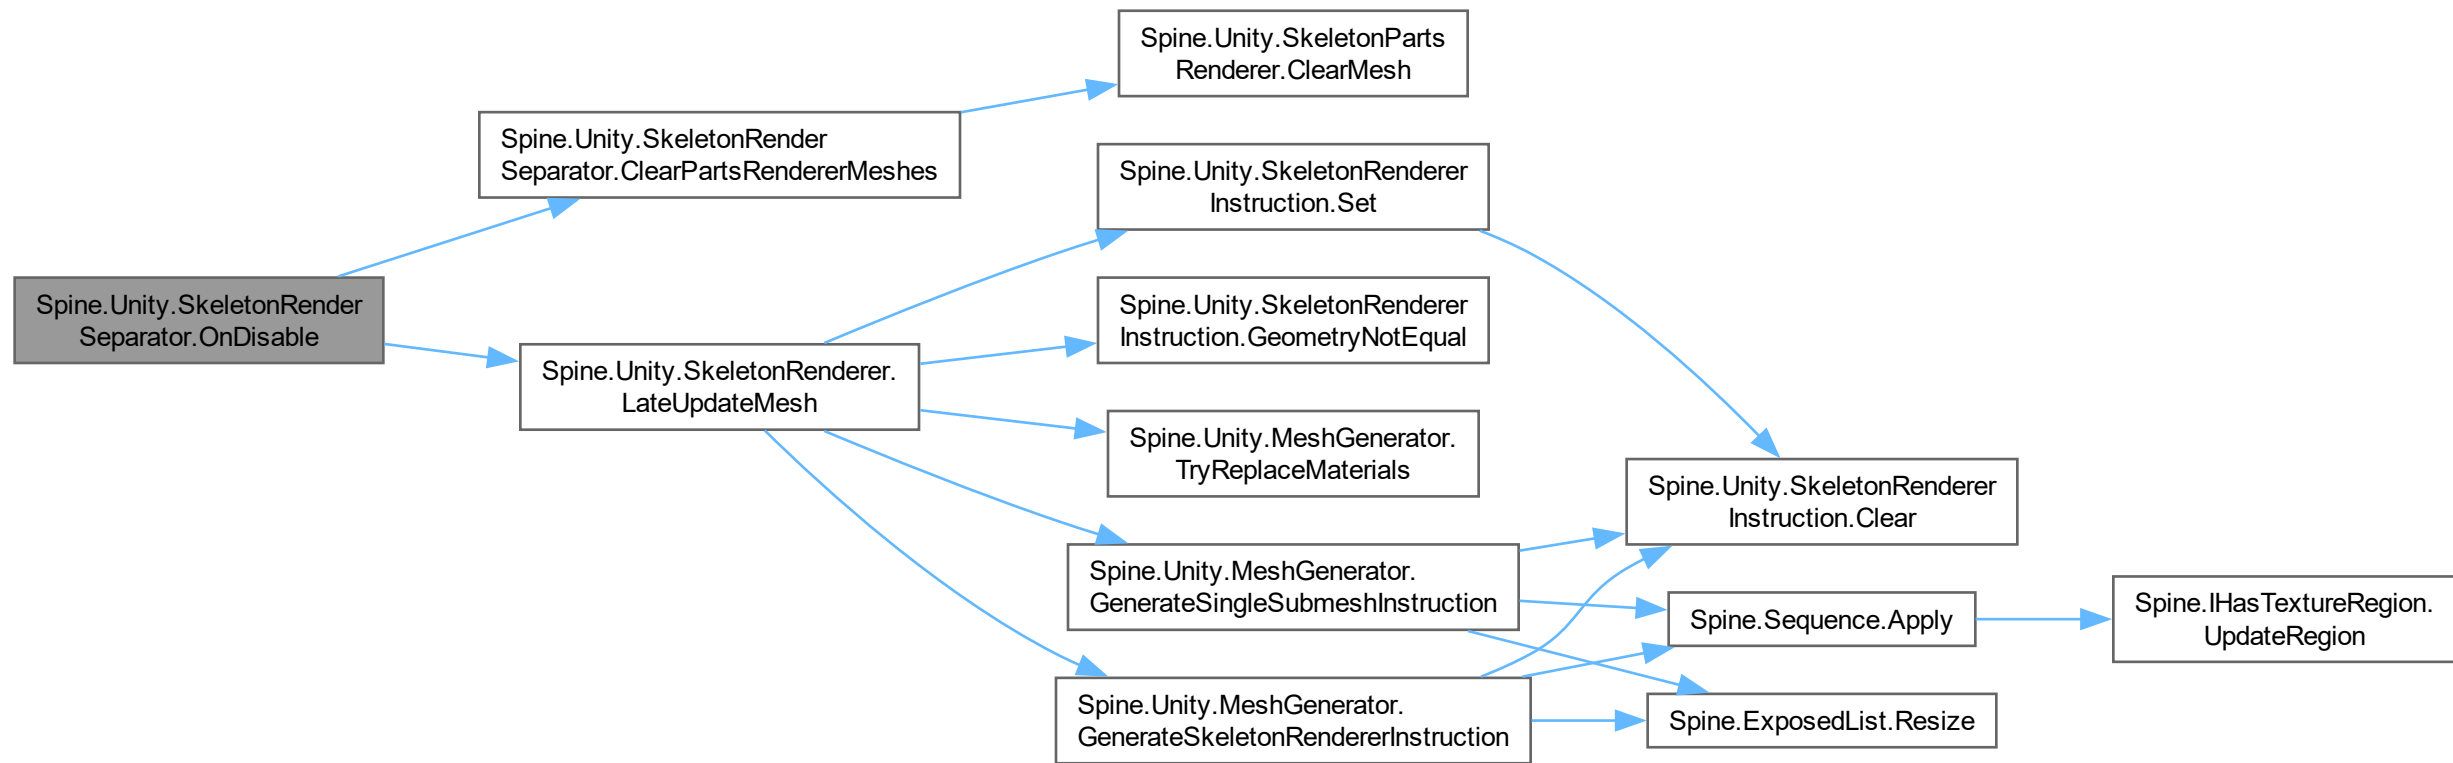 Spine.Unity.SkeletonRender
Separator.OnDisable
Spine.Unity.SkeletonRender
Separator.ClearPartsRendererMeshes
Spine.Unity.SkeletonParts
Renderer.ClearMesh
Spine.Unity.SkeletonRenderer.
LateUpdateMesh
Spine.Unity.SkeletonRenderer
Instruction.Set
Spine.Unity.SkeletonRenderer
Instruction.GeometryNotEqual
Spine.Unity.MeshGenerator.
TryReplaceMaterials
Spine.Unity.MeshGenerator.
GenerateSingleSubmeshInstruction
Spine.Unity.MeshGenerator.
GenerateSkeletonRendererInstruction
Spine.Unity.SkeletonRenderer
Instruction.Clear
Spine.Sequence.Apply
Spine.ExposedList.Resize
Spine.IHasTextureRegion.
UpdateRegion